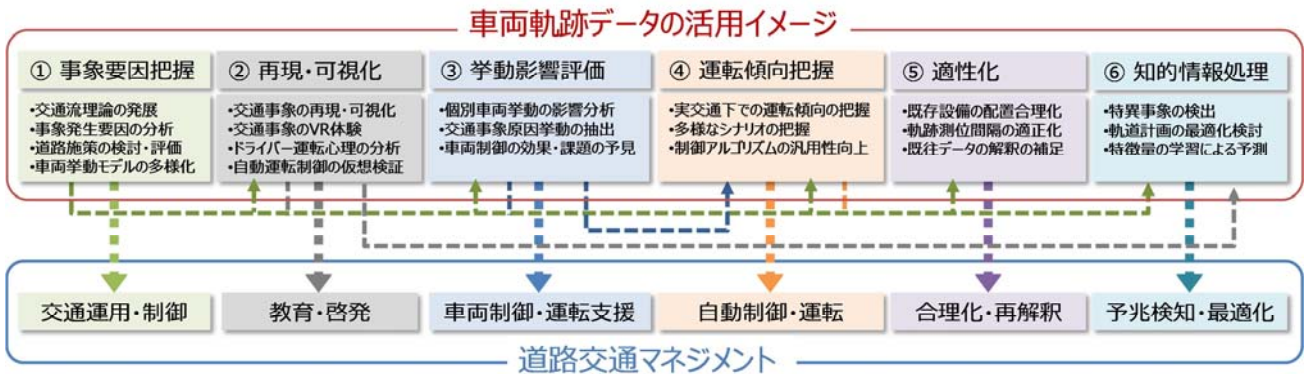 車両軌跡データの活用イメージ
① 事象要因把握
•交通流理論の発展
•事象発生要因の分析
•道路施策の検討・評価
•車両挙動モデルの多様化
② 再現・可視化
•交通事象の再現・可視化
•交通事象のVR体験
•ドライバー運転心理の分析
•自動運転制御の仮想検証
③ 挙動影響評価
•個別車両挙動の影響分析
•交通事象原因挙動の抽出
•車両制御の効果・課題の予見
④ 運転傾向把握
•実交通下での運転傾向の把握
•多様なシナリオの把握
•制御アルゴリズムの汎用性向上
⑤ 適性化
•既存設備の配置合理化
•軌跡測位間隔の適正化
•既往データの解釈の補足
⑥ 知的情報処理
•特異事象の検出
•軌道計画の最適化検討
•特徴量の学習による予測
交通運用・制御
教育・啓発
車両制御・運転支援
自動制御・運転
合理化・再解釈
予兆検知・最適化
道路交通マネジメント